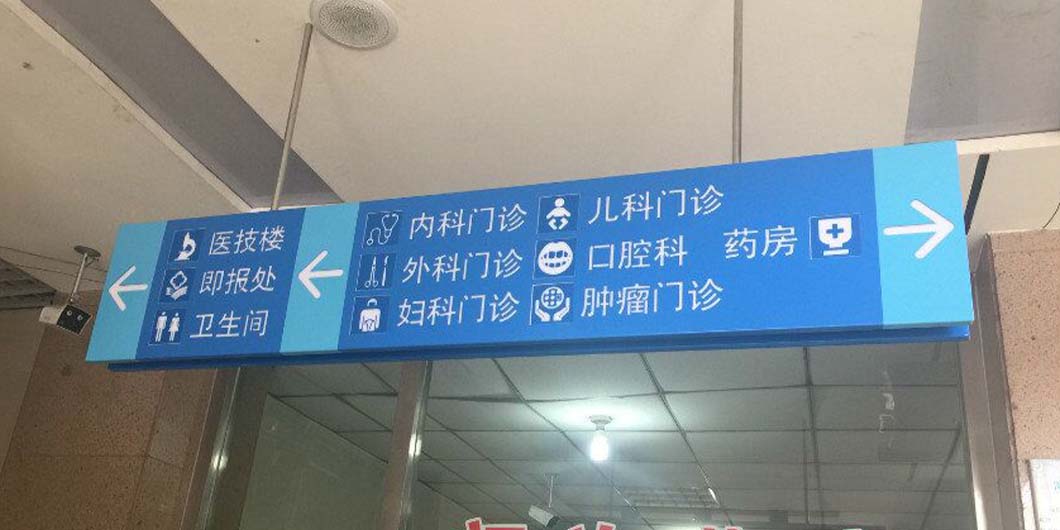 医技楼
即报处
卫生间
内科门诊
外科门诊
妇科门诊
儿科门诊
口腔科
肿瘤门诊
药房